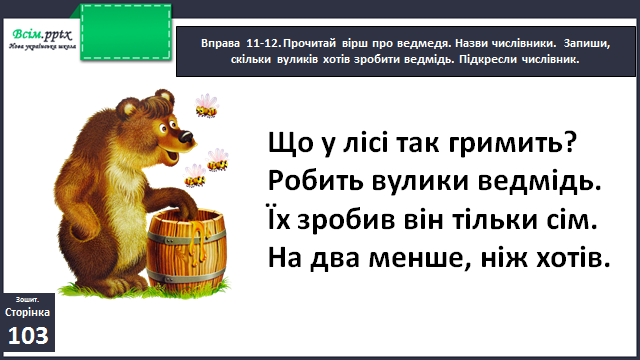 Всім.pptx
Нова українська школа
Вправа 11-12.Прочитай вірш про ведмедя. Назви числівники. Запиши,
скільки вуликів хотів зробити ведмідь. Підкресли числівник.
Що у лісі так гримить?
Робить вулики ведмідь.
Їх зробив він тільки сім.
На два менше, ніж хотів.
Зошит.
Сторінка
103